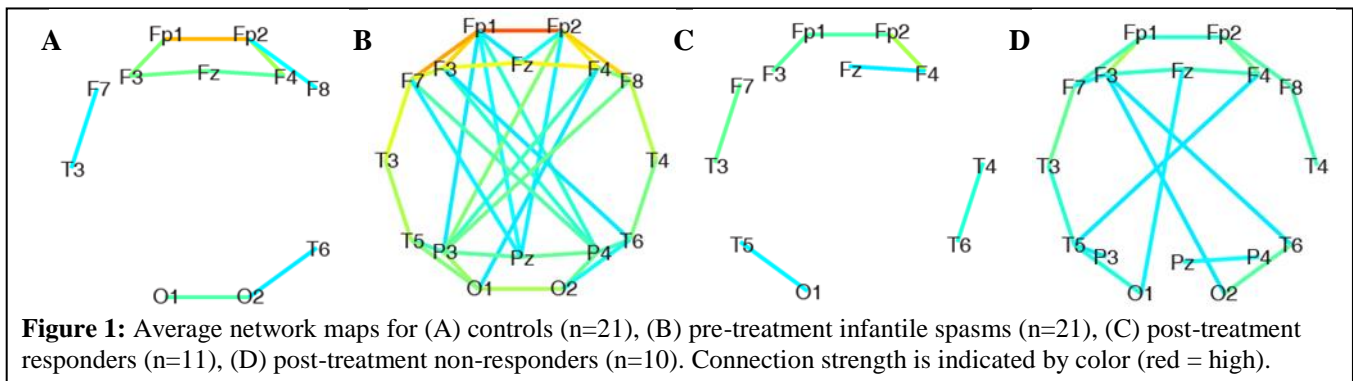 A B C D
Fp1 Fp2 Fp1 Fp2 Fp1 Fp2 Fp1 Fp2
F7 F3 Fz F4 F8 F7 F3 Fz F4 F8 F7 F3 Fz F4 F7 F3 Fz F4 F8
T3 T3 T4 T3 T4 T3 T4
T6 T5 P3 Pz P4 T6 T5 T6 T5 P3 Pz P4 T6
O1 O2 O1 O2 O1 O1 O2
Figure 1: Average network maps for (A) controls (n=21), (B) pre-treatment infantile spasms (n=21), (C) post-treatment
responders (n=11), (D) post-treatment non-responders (n=10). Connection strength is indicated by color (red = high).